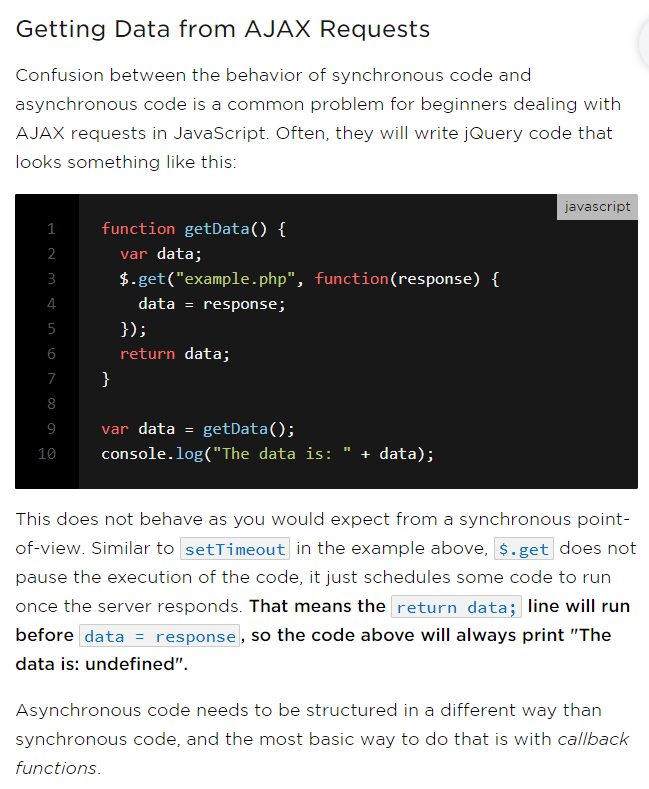 Getting Data from AJAX Requests
Confusion between the behavior of synchronous code and
asynchronous code is a common problem for beginners dealing with
AJAX requests in JavaScript. Often, they will write jQuery code that
looks something like this:
javascript
1 function getData() {
2   var data;
3   $.get("example.php", function(response) {
4     data = response;
5   });
6   return data;
7 }
8
9 var data = getData();
10 console.log("The data is: " + data);
This does not behave as you would expect from a synchronous point-
of-view. Similar to setTimeout in the example above, $.get does not
pause the execution of the code, it just schedules some code to run
once the server responds. That means the return data; line will run
before data = response, so the code above will always print "The
data is: undefined".
Asynchronous code needs to be structured in a different way than
synchronous code, and the most basic way to do that is with callback
functions.